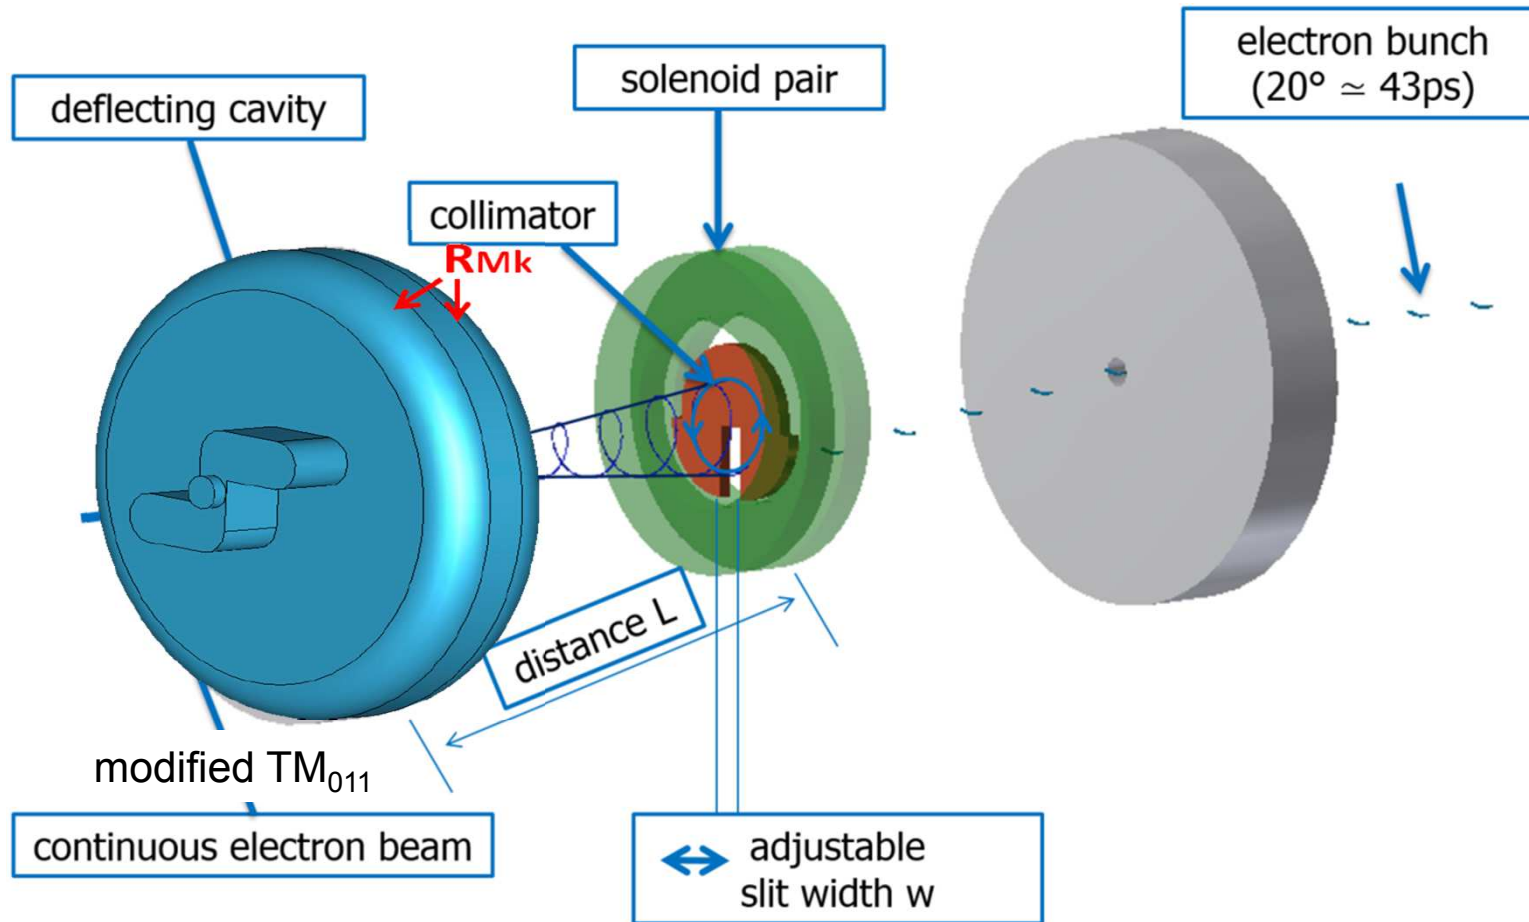 electron bunch
(20° ≃ 43ps)
solenoid pair
deflecting cavity
collimator
RMk
distance L
modified TM₀₁₁
continuous electron beam
adjustable
slit width w